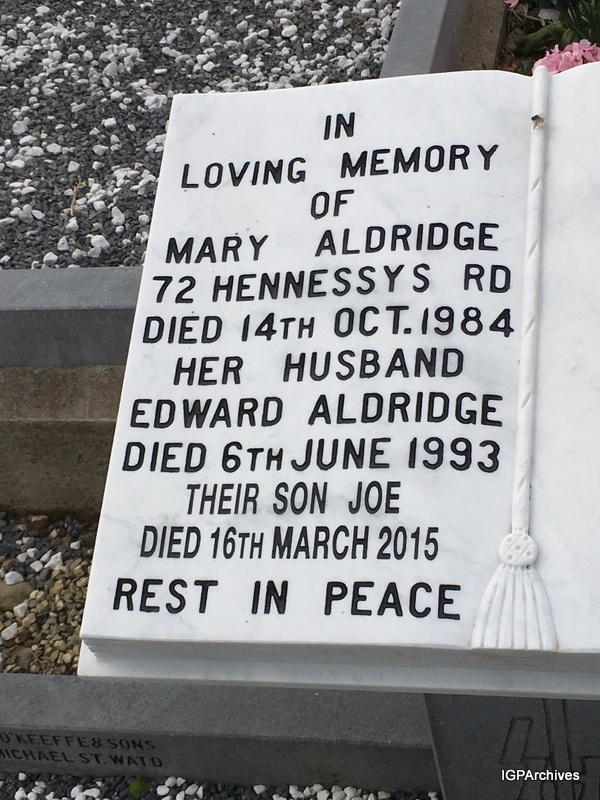 IN
LOVING MEMORY
OF
MARY ALDRIDGE
72 HENNESSYS RD
DIED 14TH OCT. 1984
HER HUSBAND
EDWARD ALDRIDGE
DIED 6TH JUNE 1993
THEIR SON JOE
DIED 16TH MARCH 2015
REST IN PEACE
O'KEEFFE & SONS
MICHAEL ST. WATD
IGPArchives